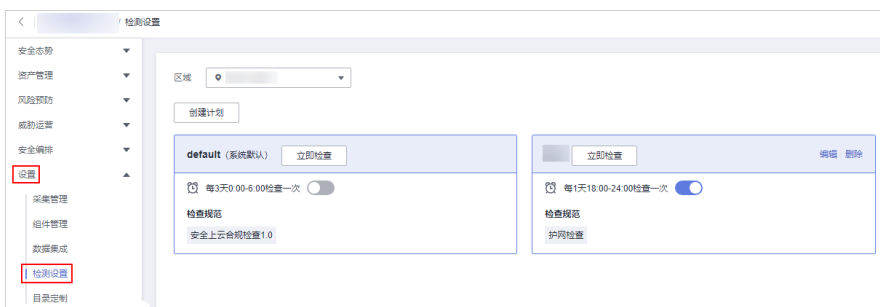 / 检测设置
安全态势
资产管理
风险预防
威胁运营
安全编排
设置
采集管理
组件管理
数据集成
检测设置
目录定制
区域
创建计划
default (系统默认) 立即检查
每3天0:00-6:00检查一次
检查规范
安全上云合规检查1.0
立即检查 编辑 删除
每1天18:00-24:00检查一次
检查规范
护网检查